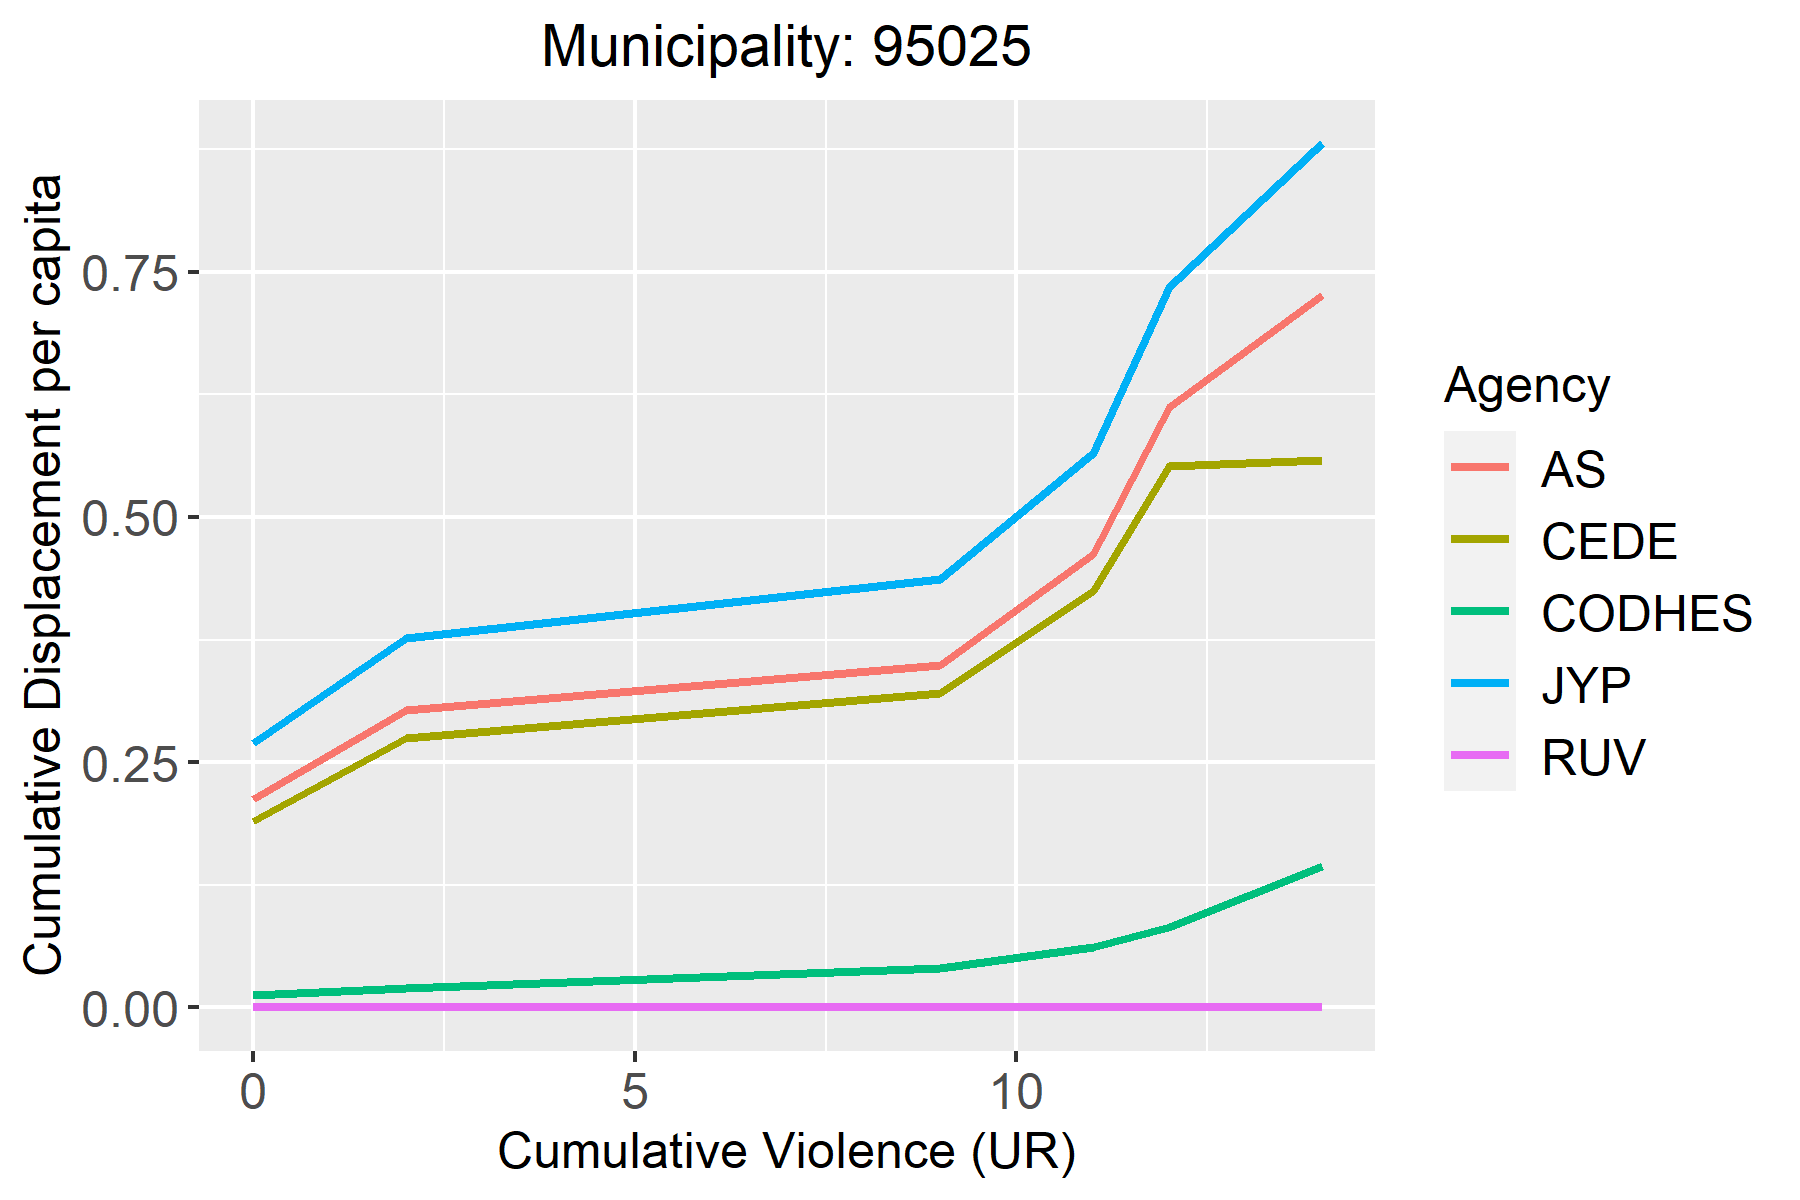 Municipality: 95025
Cumulative Displacement per capita
0.75
0.50
0.25
0.00
0 5 10
Cumulative Violence (UR)
Agency
AS
CEDE
CODHES
JYP
RUV